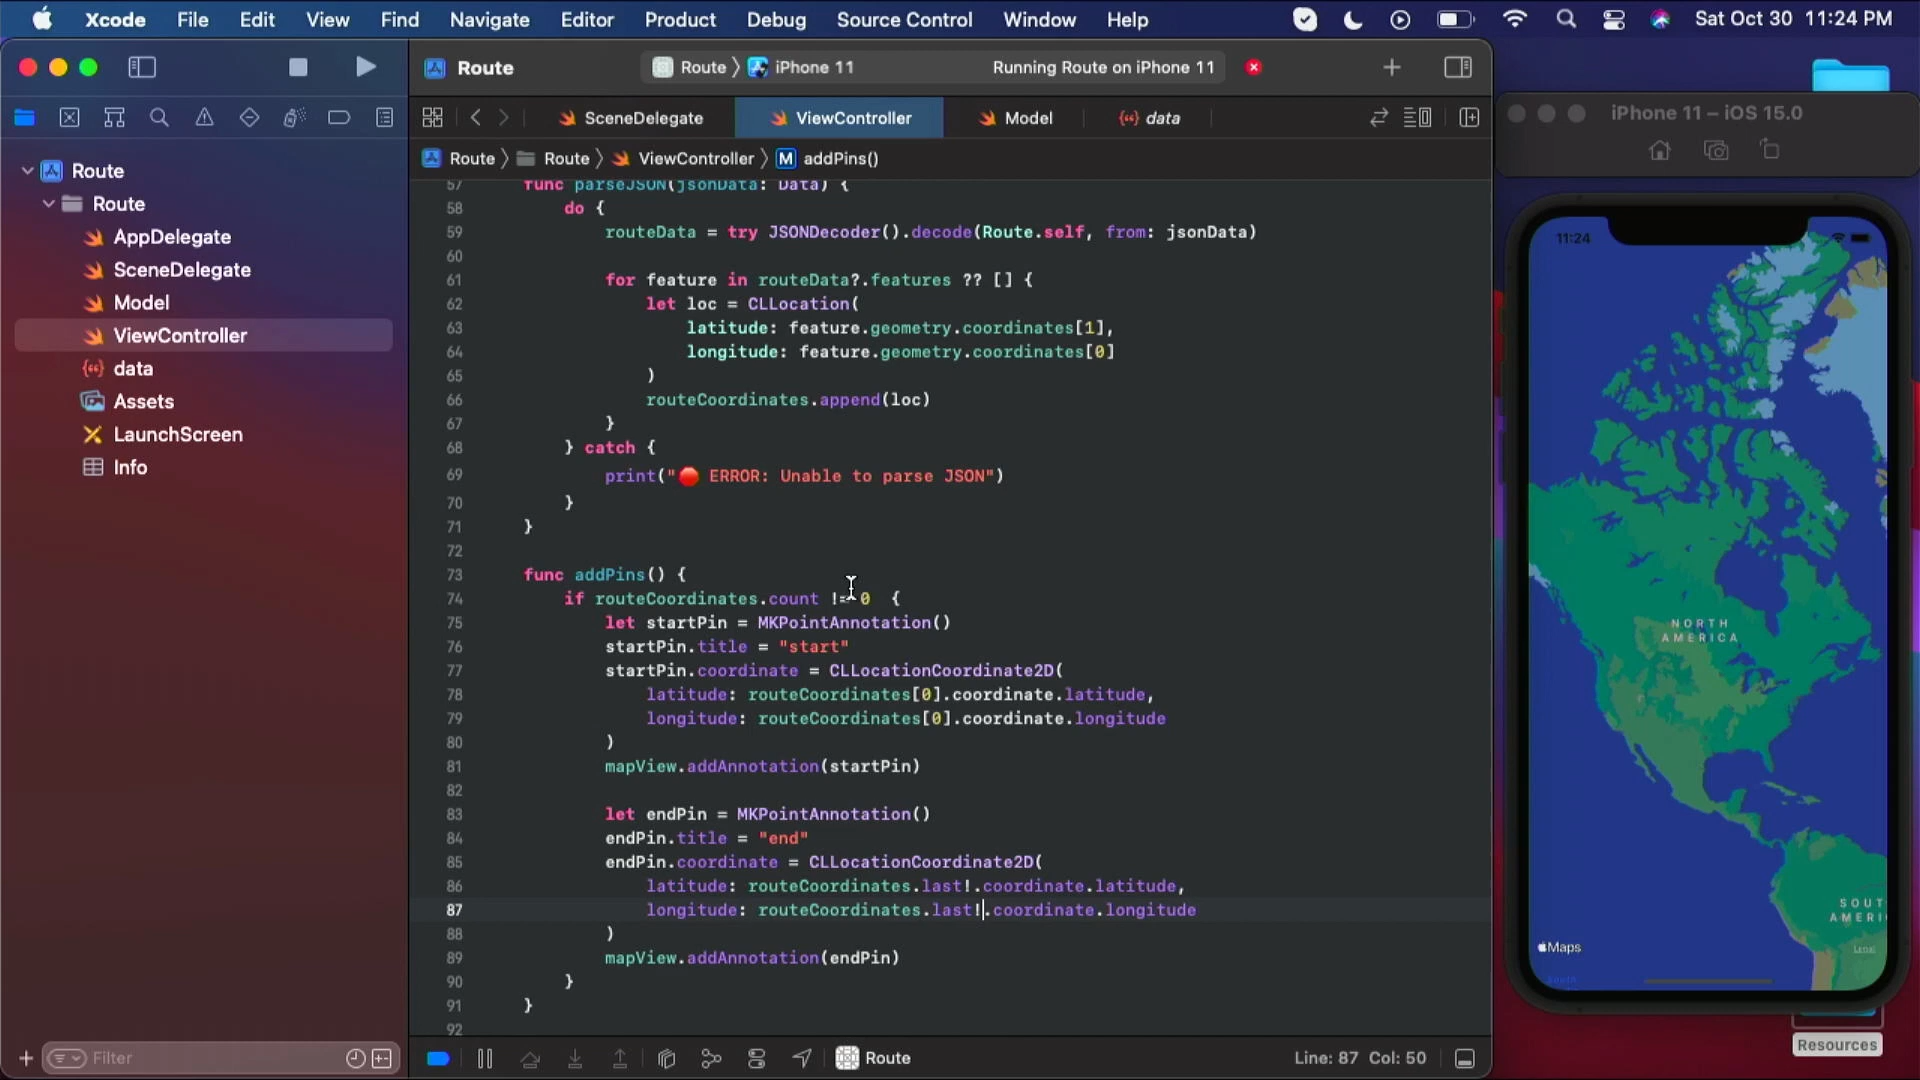 Xcode File Edit View Find Navigate Editor Product Debug Source Control Window Help Sat Oct 30 11:24 PM
Route
Route 〉 iPhone 11 Running Route on iPhone 11
SceneDelegate ViewController Model data
Route 〉 Route 〉 ViewController 〉 M addPins()
Route
Route
AppDelegate
SceneDelegate
Model
ViewController
data
Assets
LaunchScreen
Info
Filter
57 func parseJSON(jsonData: Data) {
58 do {
59 routeData = try JSONDecoder().decode(Route.self, from: jsonData)
60
61 for feature in routeData?.features ?? [] {
62 let loc = CLLocation(
63 latitude: feature.geometry.coordinates[1],
64 longitude: feature.geometry.coordinates[0]
65 )
66 routeCoordinates.append(loc)
67 }
68 } catch {
69 print("🛑 ERROR: Unable to parse JSON")
70 }
71 }
72
73 func addPins() {
74 if routeCoordinates.count != 0 {
75 let startPin = MKPointAnnotation()
76 startPin.title = "start"
77 startPin.coordinate = CLLocationCoordinate2D(
78 latitude: routeCoordinates[0].coordinate.latitude,
79 longitude: routeCoordinates[0].coordinate.longitude
80 )
81 mapView.addAnnotation(startPin)
82
83 let endPin = MKPointAnnotation()
84 endPin.title = "end"
85 endPin.coordinate = CLLocationCoordinate2D(
86 latitude: routeCoordinates.last!.coordinate.latitude,
87 longitude: routeCoordinates.last!.coordinate.longitude
88 )
89 mapView.addAnnotation(endPin)
90 }
91 }
92
Route Line: 87 Col: 50
iPhone 11 – iOS 15.0
11:24
NORTH
AMERICA
SOUT
AMERI
Maps
Legal
Resources